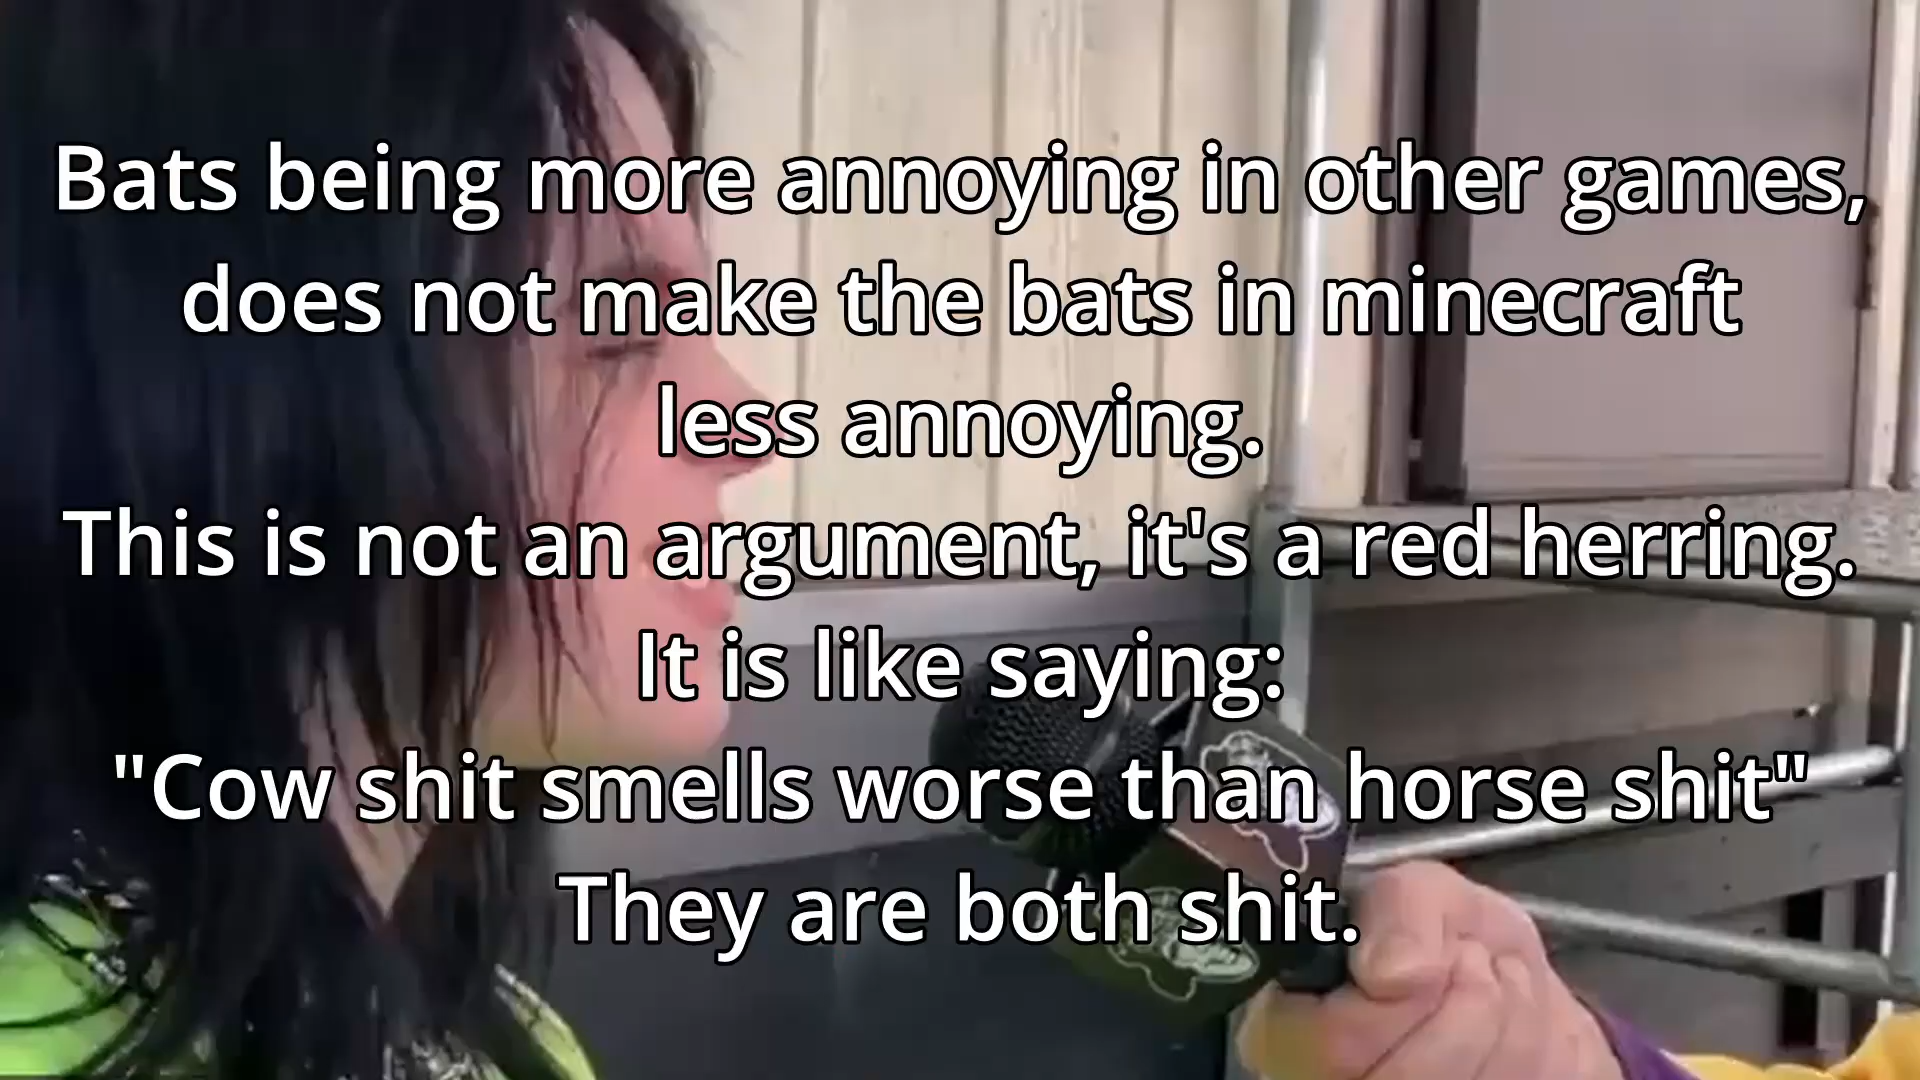 Bats being more annoying in other games,
does not make the bats in minecraft
less annoying.
This is not an argument, it's a red herring.
It is like saying:
"Cow shit smells worse than horse shit"
They are both shit.